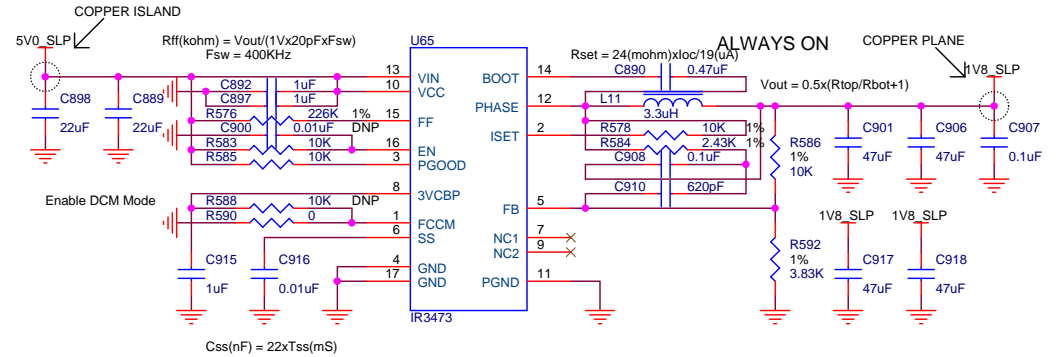 COPPER ISLAND
5V0_SLP
Rff(kohm) = Vout/(1Vx20pFxFsw)
Fsw = 400KHz
U65
ALWAYS ON
Rset = 24(mohm)xIoc/19(uA)
COPPER PLANE
1V8_SLP
Vout = 0.5x(Rtop/Rbot+1)
C898
22uF
C889
22uF
C892 1uF
C897 1uF
R576 226K 1%
C900 0.01uF DNP
R583 10K
R585 10K
13 VIN
10 VCC
15 FF
16 EN
3 PGOOD
8 3VCBP
1 FCCM
6 SS
4 GND
17 GND
BOOT 14
PHASE 12
ISET 2
FB 5
NC1 7
NC2 9
PGND 11
IR3473
C890 0.47uF
L11
3.3uH
R578 10K 1%
R584 2.43K 1%
C908 0.1uF
C910 620pF
R586
1%
10K
C901
47uF
C906
47uF
C907
0.1uF
Enable DCM Mode
R588 10K DNP
R590 0
C915
1uF
C916
0.01uF
R592
1%
3.83K
1V8_SLP
C917
47uF
1V8_SLP
C918
47uF
Css(nF) = 22xTss(mS)